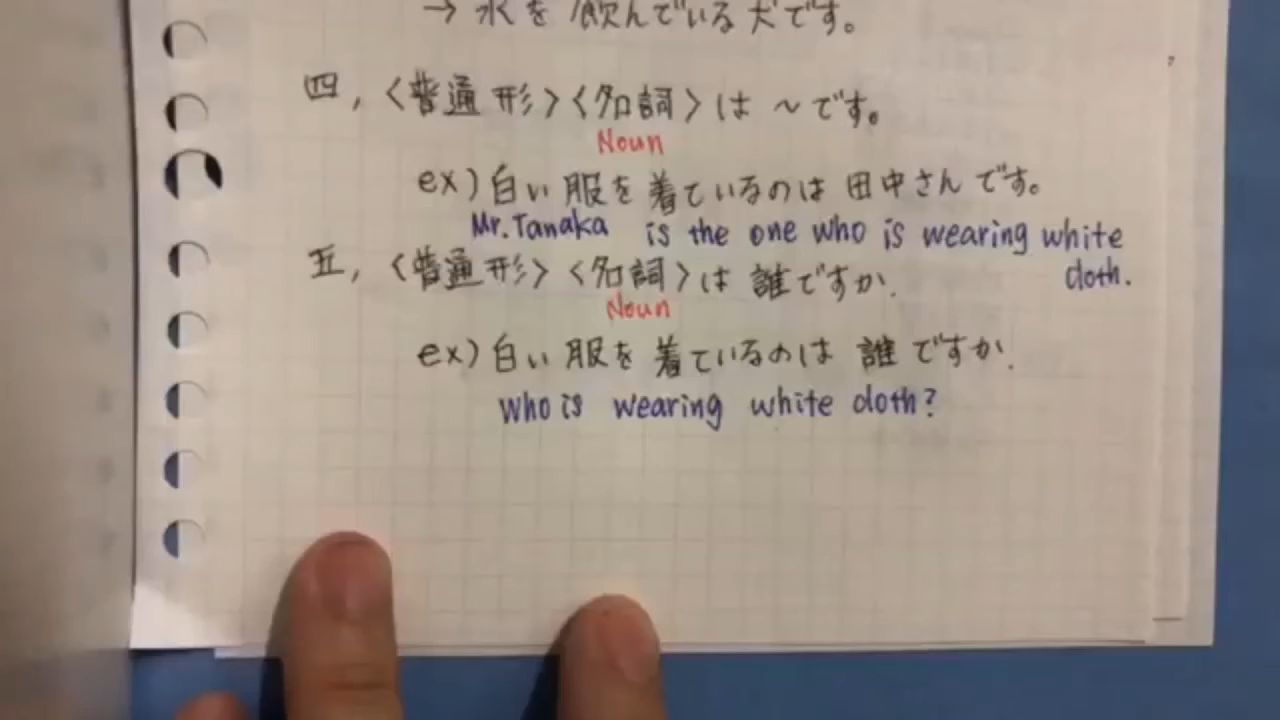 → 水を飲んでいる犬です。
四, <普通形><名詞>は ~です。
Noun
ex)白い服を着ているのは田中さんです。
Mr.Tanaka is the one who is wearing white
cloth.
五, <普通形><名詞>は誰ですか.
Noun
ex)白い服を着ているのは 誰ですか.
Who is wearing white cloth?